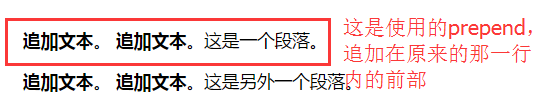 追加文本。 追加文本。这是一个段落。
追加文本。 追加文本。这是另外一个段落。
这是使用的prepend，
追加在原来的那一行
内的前部